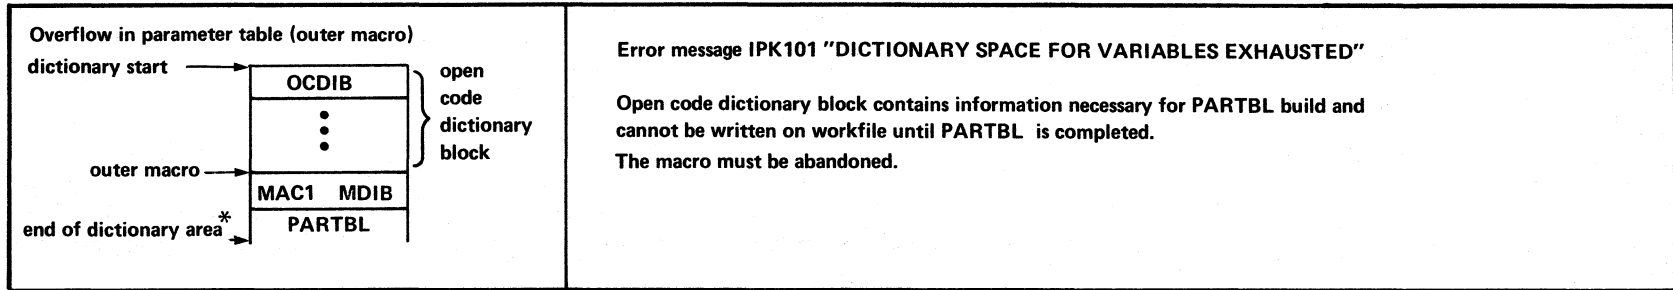 Overflow in parameter table (outer macro)
dictionary start
OCDIB
open
code
dictionary
block
outer macro
MAC1 MDIB
PARTBL
end of dictionary area*
Error message IPK101 "DICTIONARY SPACE FOR VARIABLES EXHAUSTED"
Open code dictionary block contains information necessary for PARTBL build and
cannot be written on workfile until PARTBL is completed.
The macro must be abandoned.